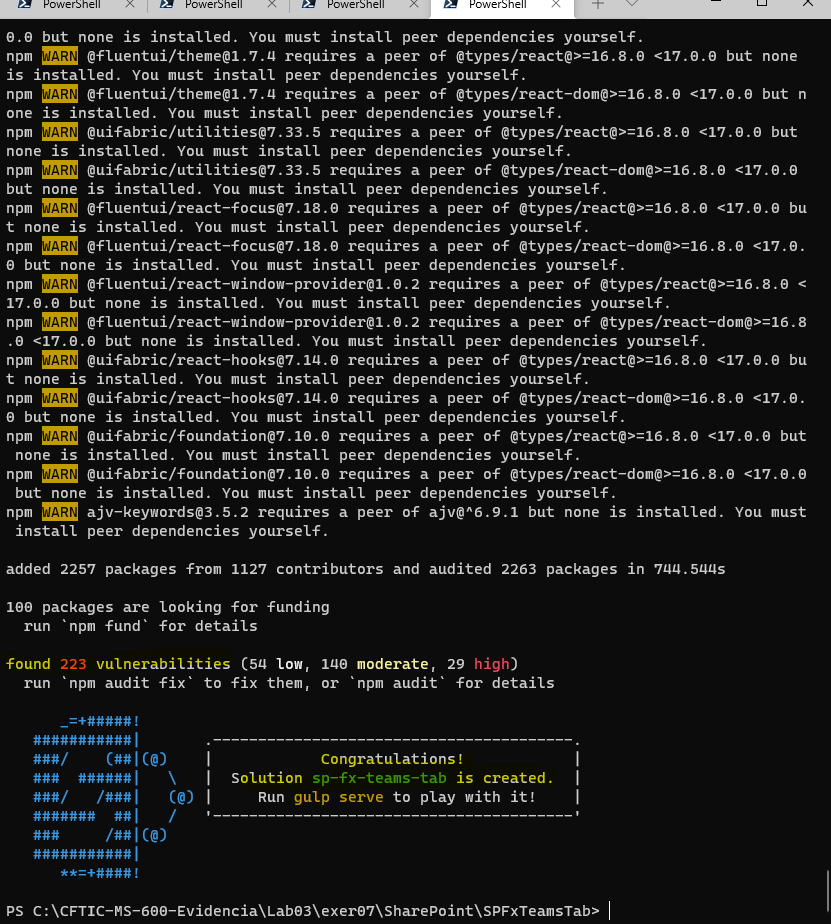 PowerShell PowerShell PowerShell PowerShell
0.0 but none is installed. You must install peer dependencies yourself.
npm WARN @fluentui/theme@1.7.4 requires a peer of @types/react@>=16.8.0 <17.0.0 but none
is installed. You must install peer dependencies yourself.
npm WARN @fluentui/theme@1.7.4 requires a peer of @types/react-dom@>=16.8.0 <17.0.0 but n
one is installed. You must install peer dependencies yourself.
npm WARN @uifabric/utilities@7.33.5 requires a peer of @types/react@>=16.8.0 <17.0.0 but
none is installed. You must install peer dependencies yourself.
npm WARN @uifabric/utilities@7.33.5 requires a peer of @types/react-dom@>=16.8.0 <17.0.0
but none is installed. You must install peer dependencies yourself.
npm WARN @fluentui/react-focus@7.18.0 requires a peer of @types/react@>=16.8.0 <17.0.0 bu
t none is installed. You must install peer dependencies yourself.
npm WARN @fluentui/react-focus@7.18.0 requires a peer of @types/react-dom@>=16.8.0 <17.0.
0 but none is installed. You must install peer dependencies yourself.
npm WARN @fluentui/react-window-provider@1.0.2 requires a peer of @types/react@>=16.8.0 <
17.0.0 but none is installed. You must install peer dependencies yourself.
npm WARN @fluentui/react-window-provider@1.0.2 requires a peer of @types/react-dom@>=16.8
.0 <17.0.0 but none is installed. You must install peer dependencies yourself.
npm WARN @uifabric/react-hooks@7.14.0 requires a peer of @types/react@>=16.8.0 <17.0.0 bu
t none is installed. You must install peer dependencies yourself.
npm WARN @uifabric/react-hooks@7.14.0 requires a peer of @types/react-dom@>=16.8.0 <17.0.
0 but none is installed. You must install peer dependencies yourself.
npm WARN @uifabric/foundation@7.10.0 requires a peer of @types/react@>=16.8.0 <17.0.0 but
 none is installed. You must install peer dependencies yourself.
npm WARN @uifabric/foundation@7.10.0 requires a peer of @types/react-dom@>=16.8.0 <17.0.0
 but none is installed. You must install peer dependencies yourself.
npm WARN ajv-keywords@3.5.2 requires a peer of ajv@^6.9.1 but none is installed. You must
 install peer dependencies yourself.
added 2257 packages from 1127 contributors and audited 2263 packages in 744.544s
100 packages are looking for funding
  run `npm fund` for details
found 223 vulnerabilities (54 low, 140 moderate, 29 high)
  run `npm audit fix` to fix them, or `npm audit` for details
      _=+#####!
   ###########|       .----------------------------------------.
   ###/    (##|(@)    |            Congratulations!            |
   ###  ######|   \   |  Solution sp-fx-teams-tab is created.  |
   ###/   /###|   (@) |     Run gulp serve to play with it!    |
   #######  ##|   /   '----------------------------------------'
   ###     /##|(@)
   ###########|
      **=+####!
PS C:\CFTIC-MS-600-Evidencia\Lab03\exer07\SharePoint\SPFxTeamsTab>